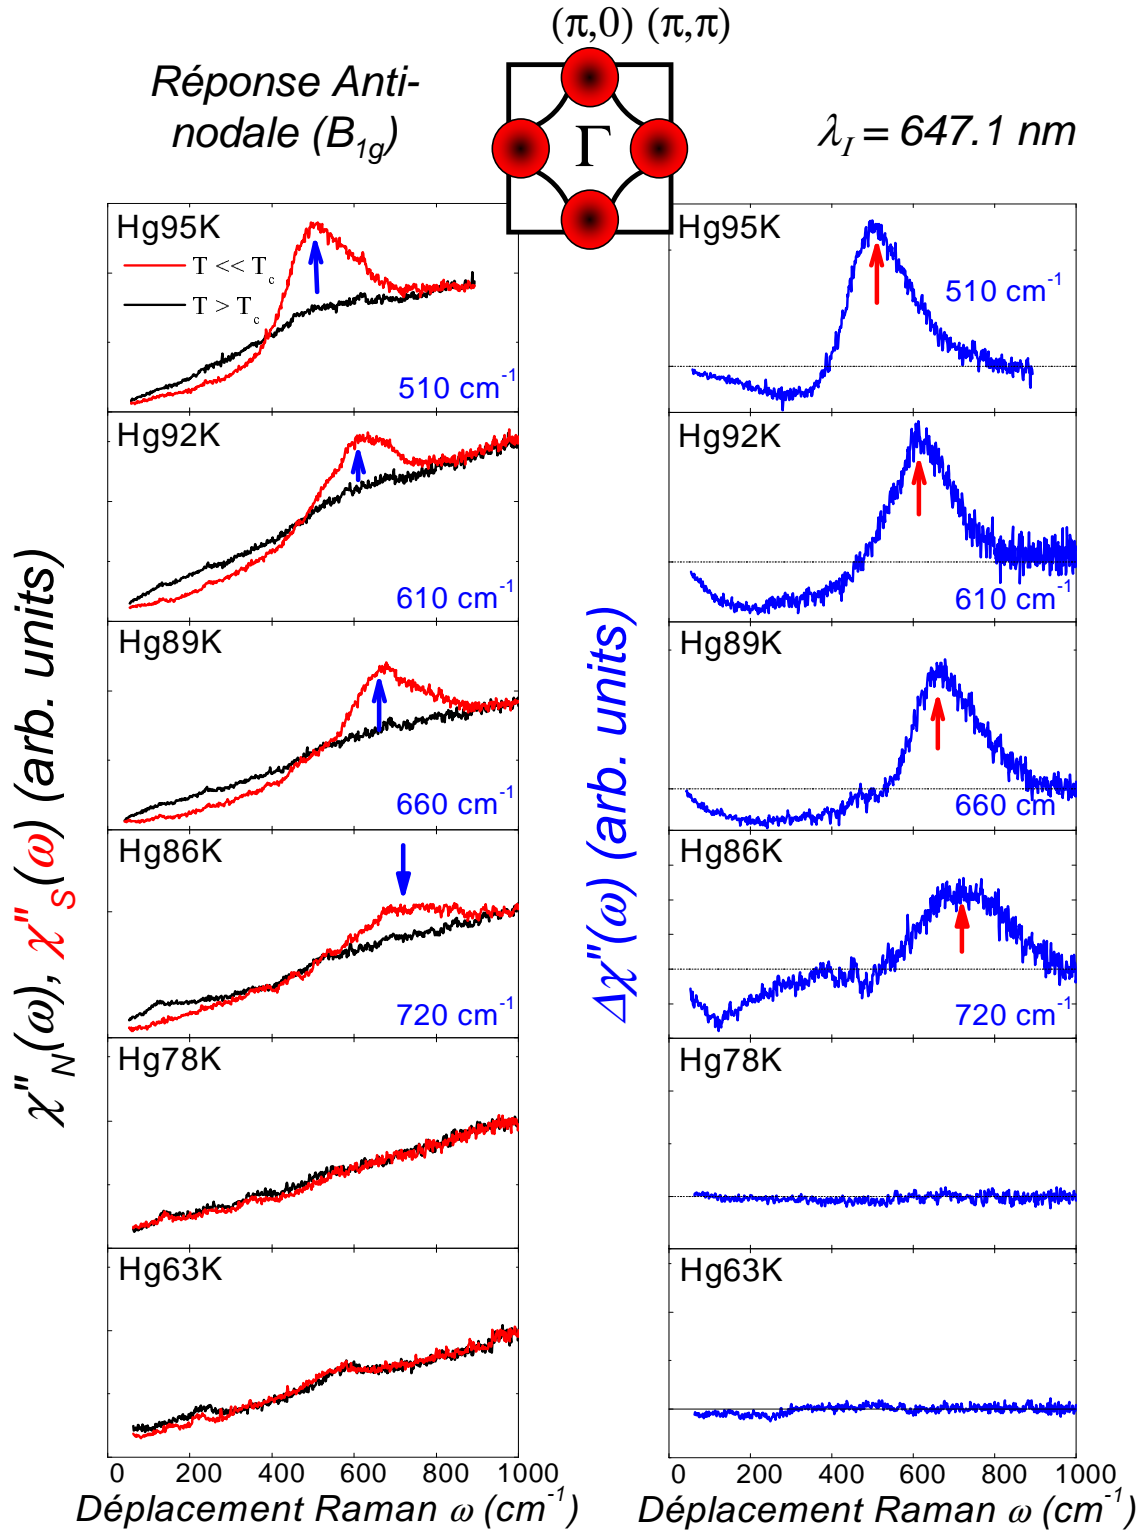 (π,0) (π,π)
Réponse Anti-
nodale (B1g)
Γ
λI = 647.1 nm
Hg95K
T << Tc
T > Tc
510 cm-1
Hg92K
610 cm-1
Hg89K
660 cm-1
Hg86K
720 cm-1
Hg78K
Hg63K
χ''N(ω), χ''S(ω) (arb. units)
0 200 400 600 800 1000
Déplacement Raman ω (cm-1)
Hg95K
510 cm-1
Hg92K
610 cm-1
Hg89K
660 cm-1
Hg86K
720 cm-1
Hg78K
Hg63K
Δχ''(ω) (arb. units)
0 200 400 600 800 1000
Déplacement Raman ω (cm-1)